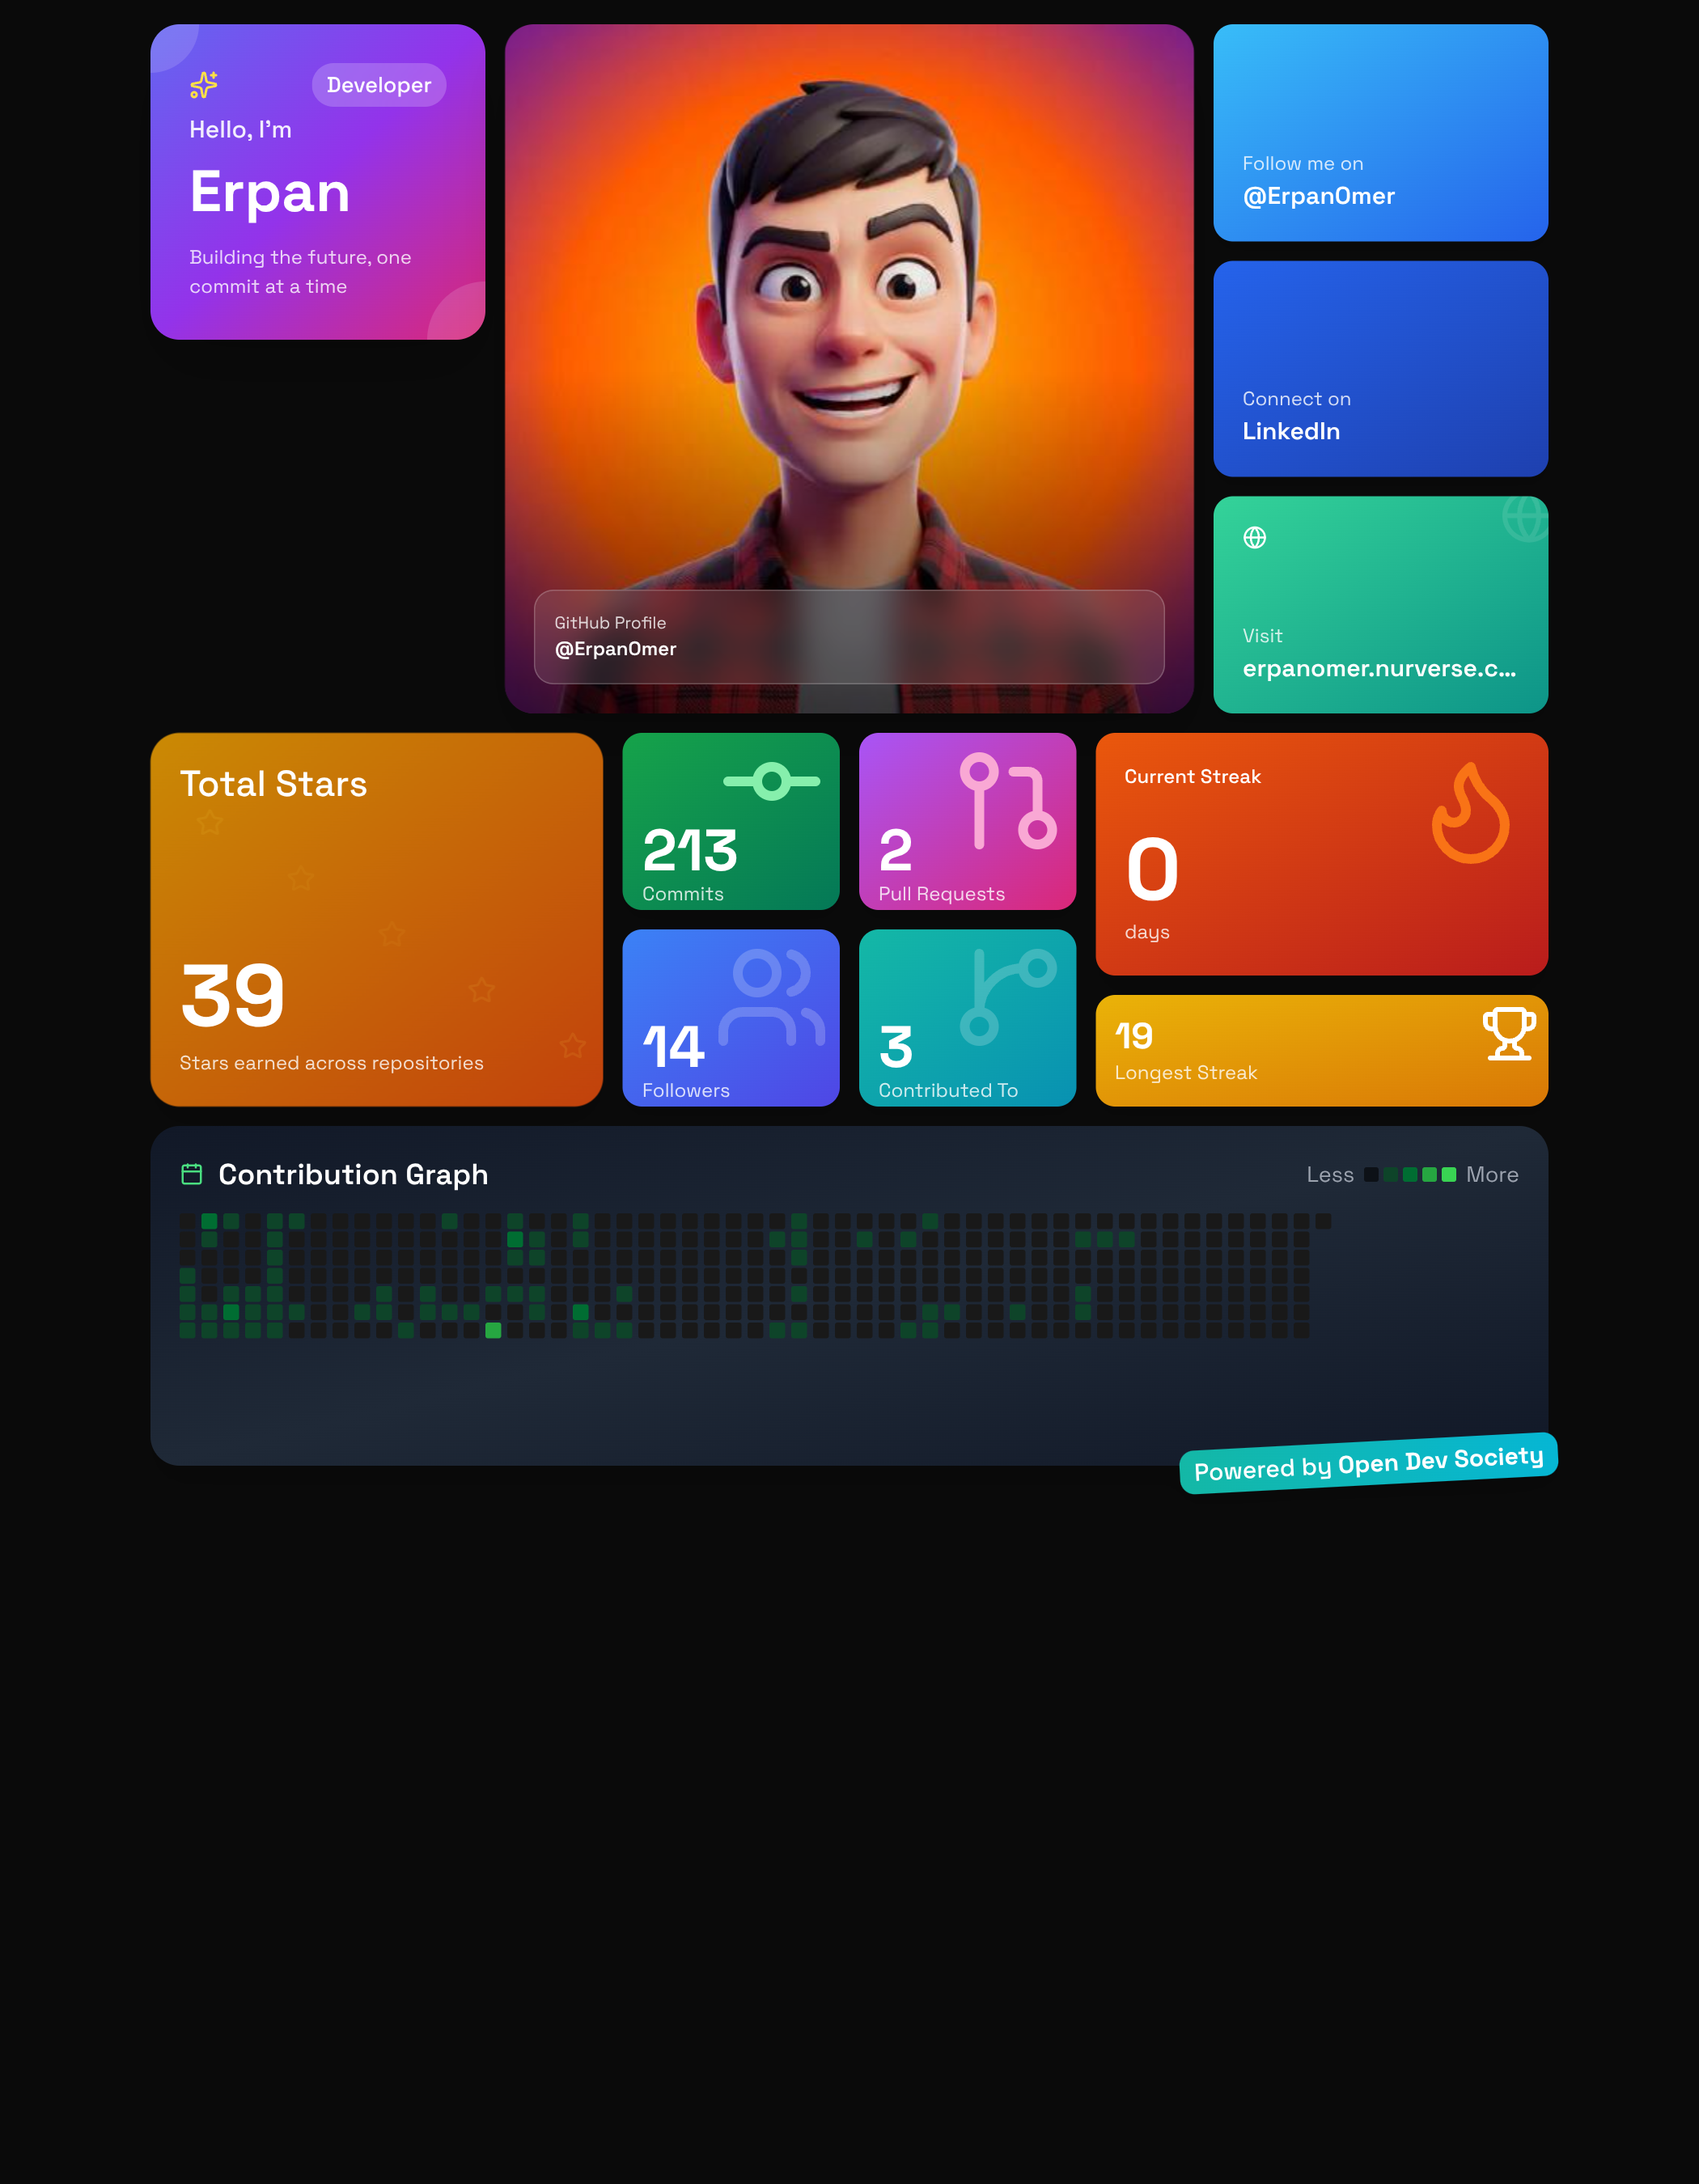 Developer
Hello, I'm
Erpan
Building the future, one
commit at a time
GitHub Profile
@ErpanOmer
Follow me on
@ErpanOmer
Connect on
LinkedIn
Visit
erpanomer.nurverse.c...
Total Stars
39
Stars earned across repositories
213
Commits
2
Pull Requests
14
Followers
3
Contributed To
Current Streak
0
days
19
Longest Streak
Contribution Graph
Less
More
Powered by Open Dev Society